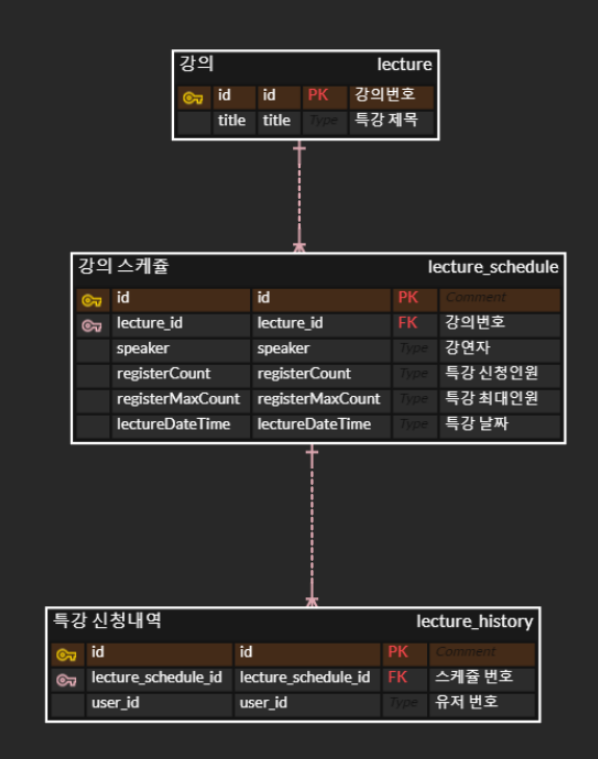 강의 lecture
id id PK 강의번호
title title Type 특강 제목
강의 스케쥴 lecture_schedule
id id PK Comment
lecture_id lecture_id FK 강의번호
speaker speaker Type 강연자
registerCount registerCount Type 특강 신청인원
registerMaxCount registerMaxCount Type 특강 최대인원
lectureDateTime lectureDateTime Type 특강 날짜
특강 신청내역 lecture_history
id id PK Comment
lecture_schedule_id lecture_schedule_id FK 스케쥴 번호
user_id user_id Type 유저 번호